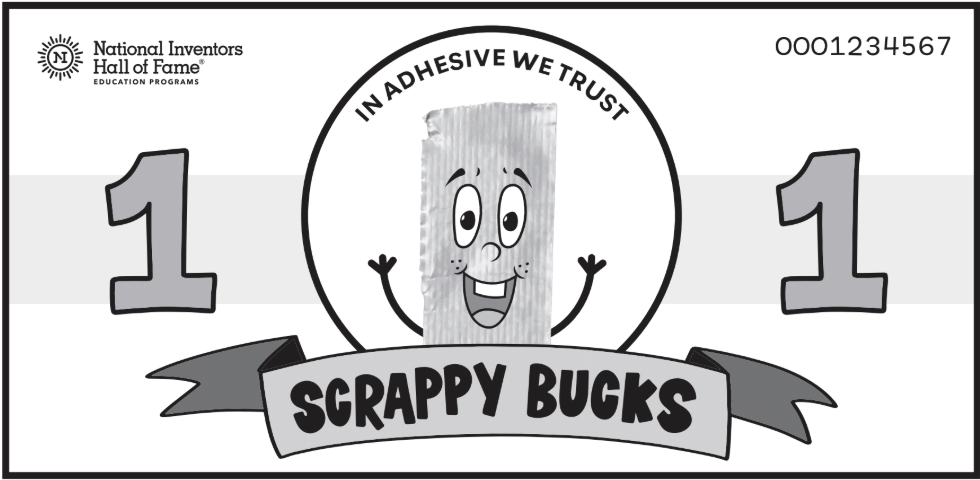 National Inventors
Hall of Fame®
EDUCATION PROGRAMS
0001234567
IN ADHESIVE WE TRUST
1
1
SCRAPPY BUCKS